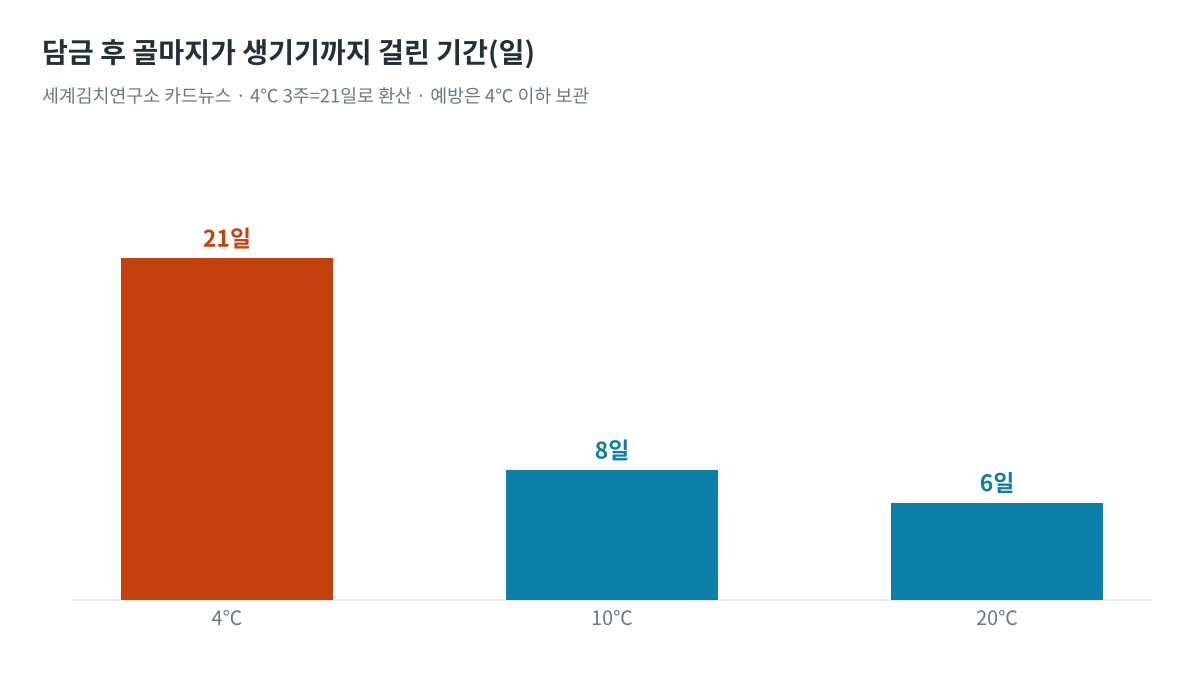 담금 후 골마지가 생기기까지 걸린 기간(일)
세계김치연구소 카드뉴스 · 4℃ 3주=21일로 환산 · 예방은 4℃ 이하 보관
21일
8일
6일
4℃
10℃
20℃